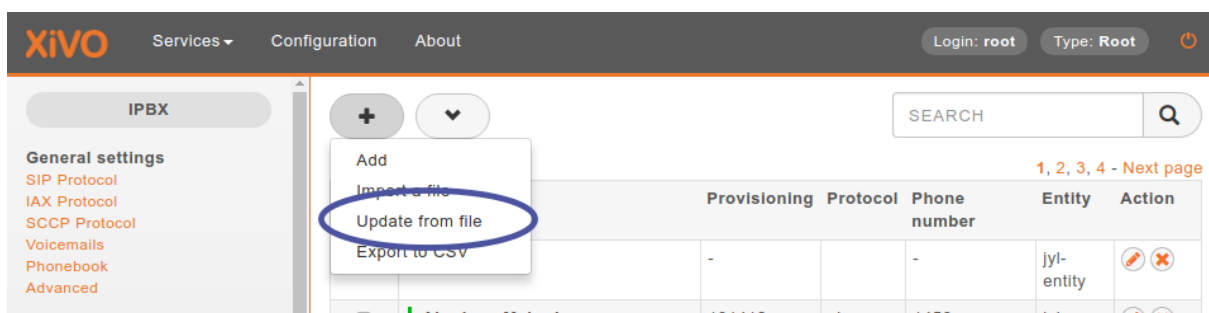 XiVO Services Configuration About Login: root Type: Root
IPBX
General settings
SIP Protocol
IAX Protocol
SCCP Protocol
Voicemails
Phonebook
Advanced
SEARCH
Add
Import a file
Update from file
Export to CSV
1, 2, 3, 4 - Next page
Provisioning Protocol Phone number Entity Action
- - jyl-entity